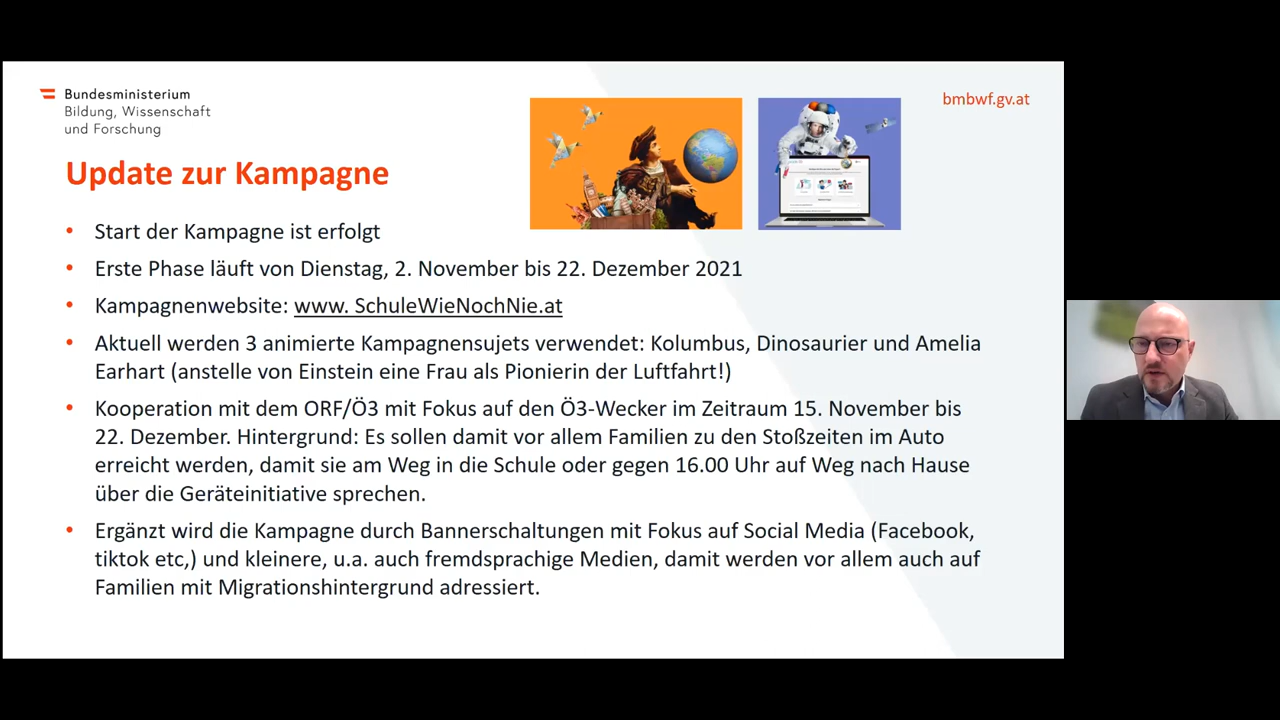 Bundesministerium
Bildung, Wissenschaft
und Forschung
bmbwf.gv.at
Update zur Kampagne
• Start der Kampagne ist erfolgt
• Erste Phase läuft von Dienstag, 2. November bis 22. Dezember 2021
• Kampagnenwebsite: www. SchuleWieNochNie.at
• Aktuell werden 3 animierte Kampagnensujets verwendet: Kolumbus, Dinosaurier und Amelia
Earhart (anstelle von Einstein eine Frau als Pionierin der Luftfahrt!)
• Kooperation mit dem ORF/Ö3 mit Fokus auf den Ö3-Wecker im Zeitraum 15. November bis
22. Dezember. Hintergrund: Es sollen damit vor allem Familien zu den Stoßzeiten im Auto
erreicht werden, damit sie am Weg in die Schule oder gegen 16.00 Uhr auf Weg nach Hause
über die Geräteinitiative sprechen.
• Ergänzt wird die Kampagne durch Bannerschaltungen mit Fokus auf Social Media (Facebook,
tiktok etc,) und kleinere, u.a. auch fremdsprachige Medien, damit werden vor allem auch auf
Familien mit Migrationshintergrund adressiert.